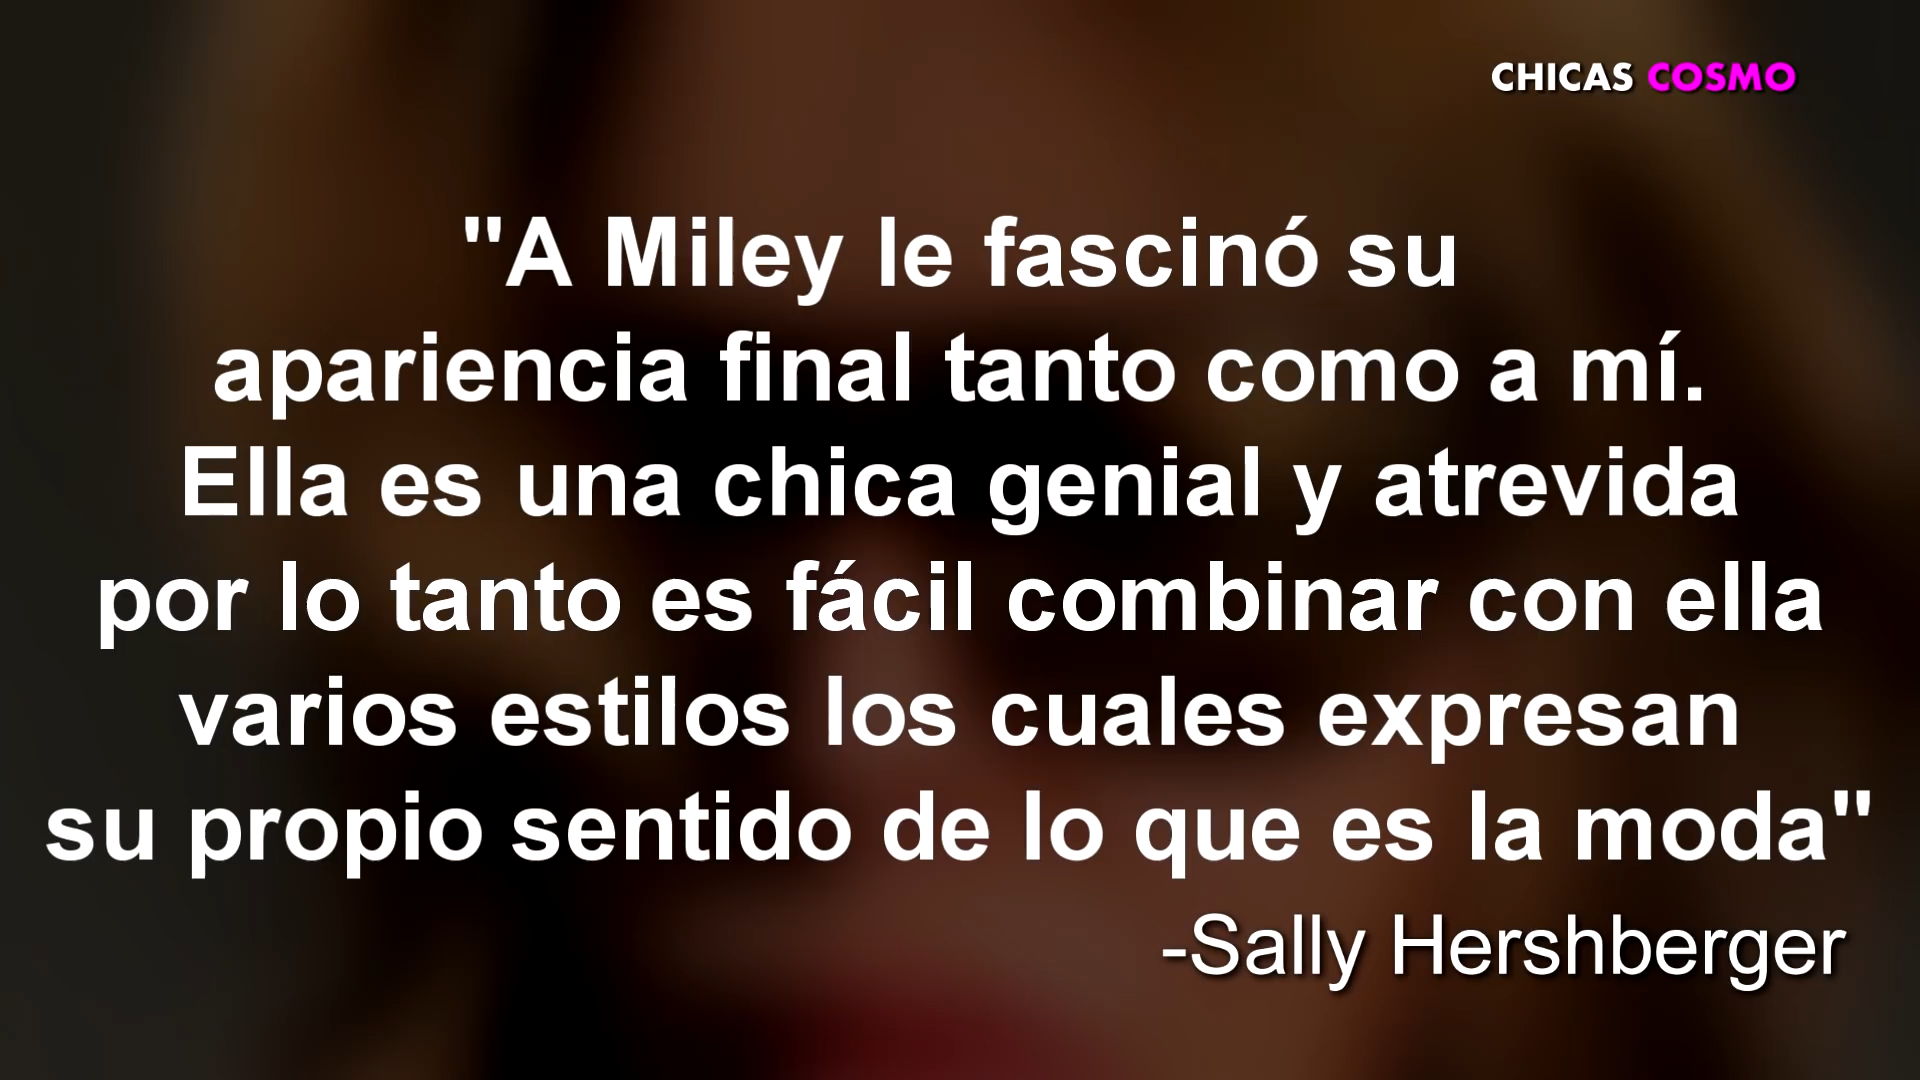 CHICAS COSMO
"A Miley le fascinó su
apariencia final tanto como a mí.
Ella es una chica genial y atrevida
por lo tanto es fácil combinar con ella
varios estilos los cuales expresan
su propio sentido de lo que es la moda"
-Sally Hershberger